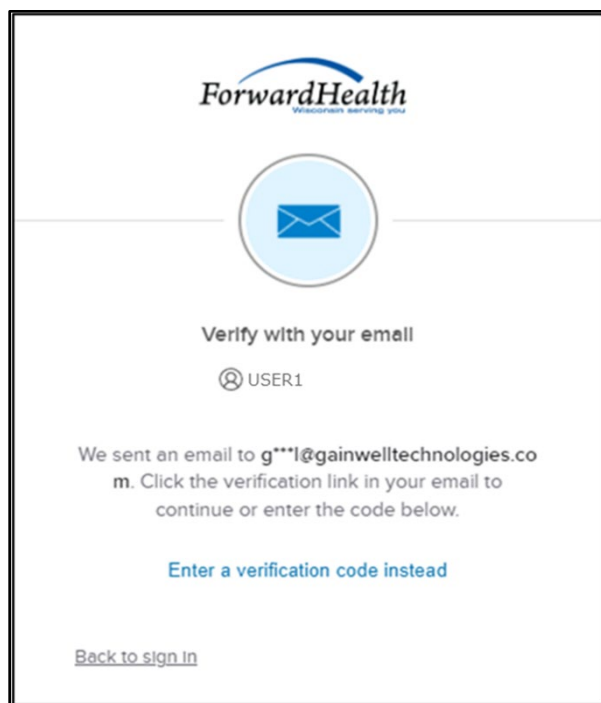 ForwardHealth
Wisconsin serving you
Verify with your email
USER1
We sent an email to g***l@gainwelltechnologies.co
m. Click the verification link in your email to
continue or enter the code below.
Enter a verification code instead
Back to sign in